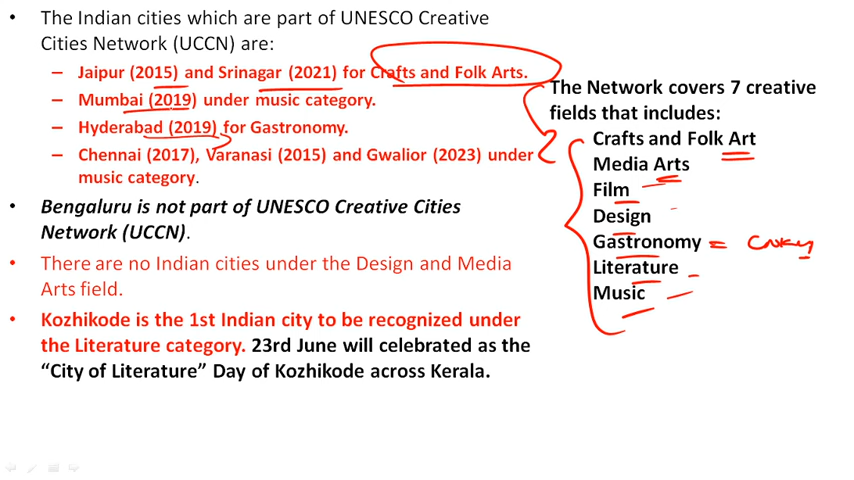 • The Indian cities which are part of UNESCO Creative
Cities Network (UCCN) are:
– Jaipur (2015) and Srinagar (2021) for Crafts and Folk Arts.
– Mumbai (2019) under music category.
– Hyderabad (2019) for Gastronomy.
– Chennai (2017), Varanasi (2015) and Gwalior (2023) under
music category.
• Bengaluru is not part of UNESCO Creative Cities
Network (UCCN).
• There are no Indian cities under the Design and Media
Arts field.
• Kozhikode is the 1st Indian city to be recognized under
the Literature category. 23rd June will celebrated as the
“City of Literature” Day of Kozhikode across Kerala.
The Network covers 7 creative
fields that includes:
Crafts and Folk Art
Media Arts
Film
Design
Gastronomy =
Literature
Music